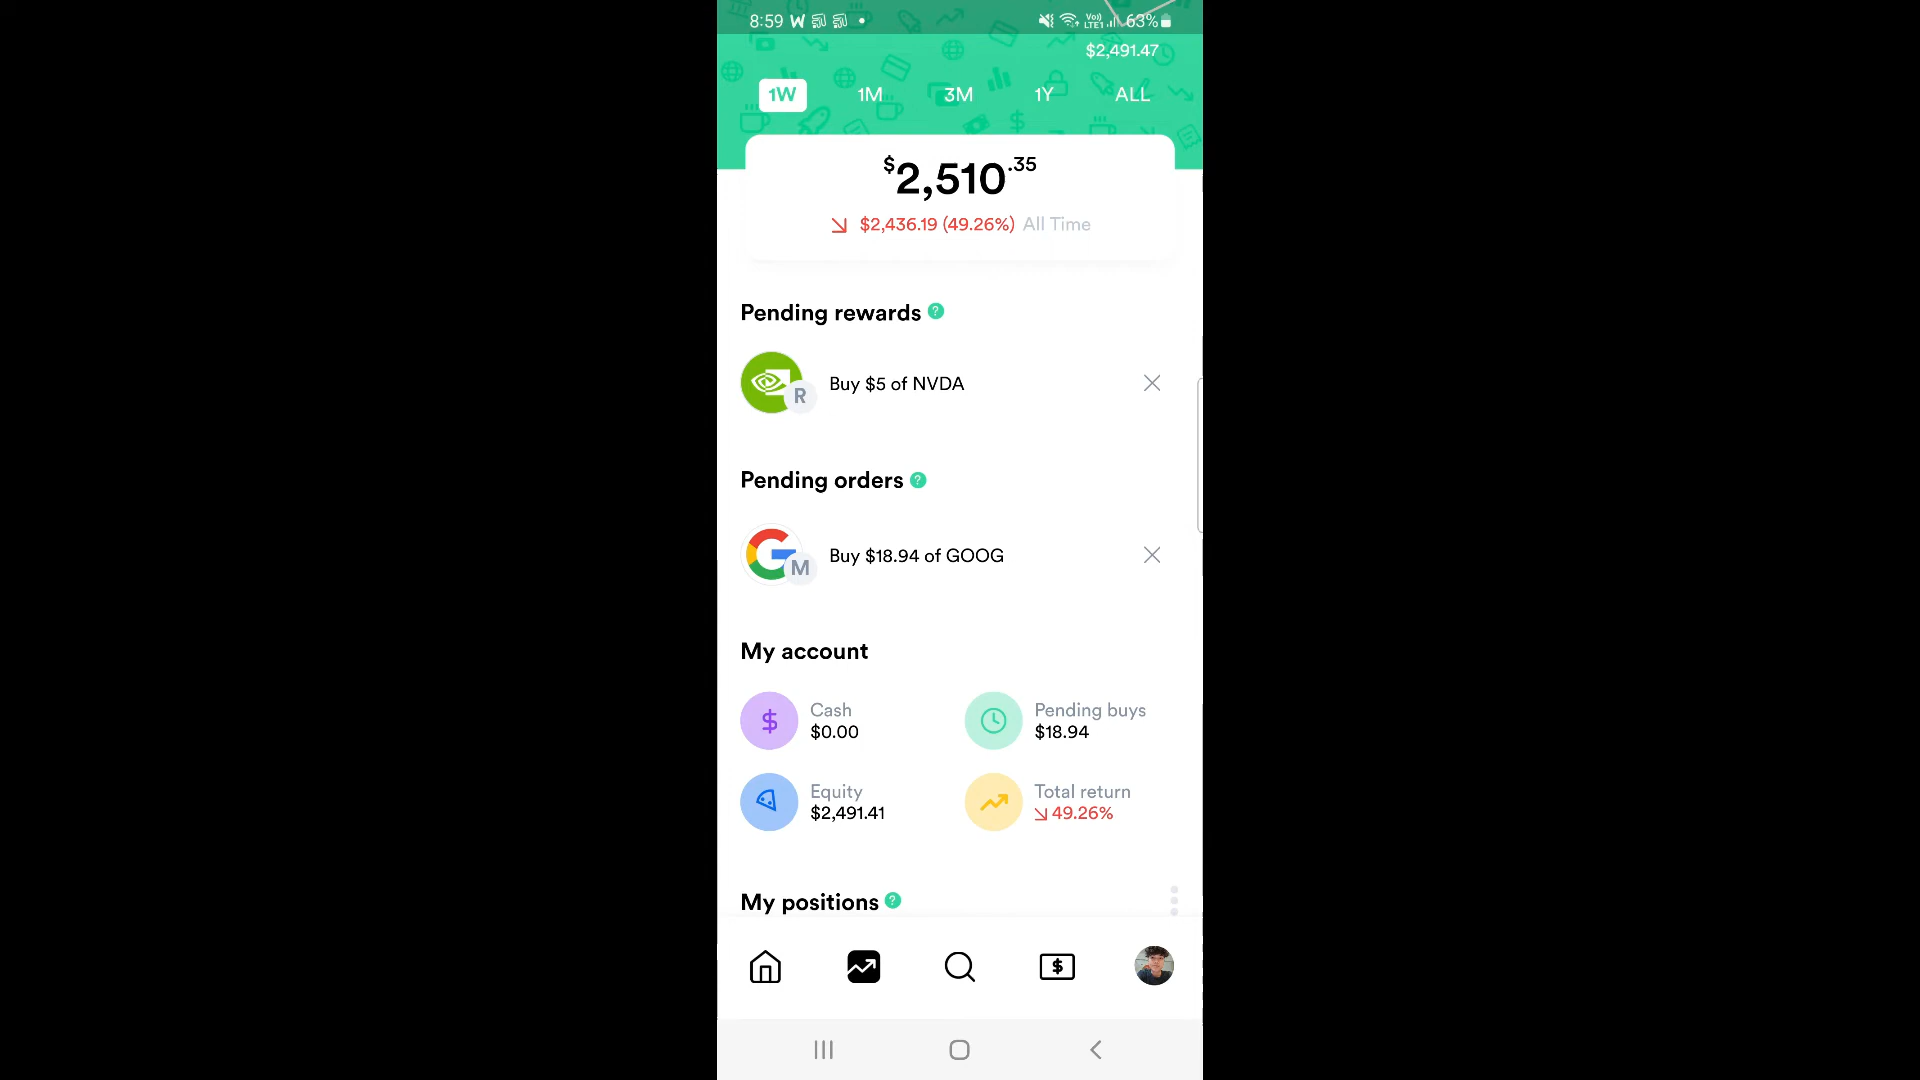 8:59 W
Vo) LTE1 63%
$2,491.47
1W 1M 3M 1Y ALL
$2,510.35
$2,436.19 (49.26%) All Time
Pending rewards ?
R Buy $5 of NVDA
Pending orders ?
M Buy $18.94 of GOOG
My account
Cash
$0.00
Pending buys
$18.94
Equity
$2,491.41
Total return
49.26%
My positions ?